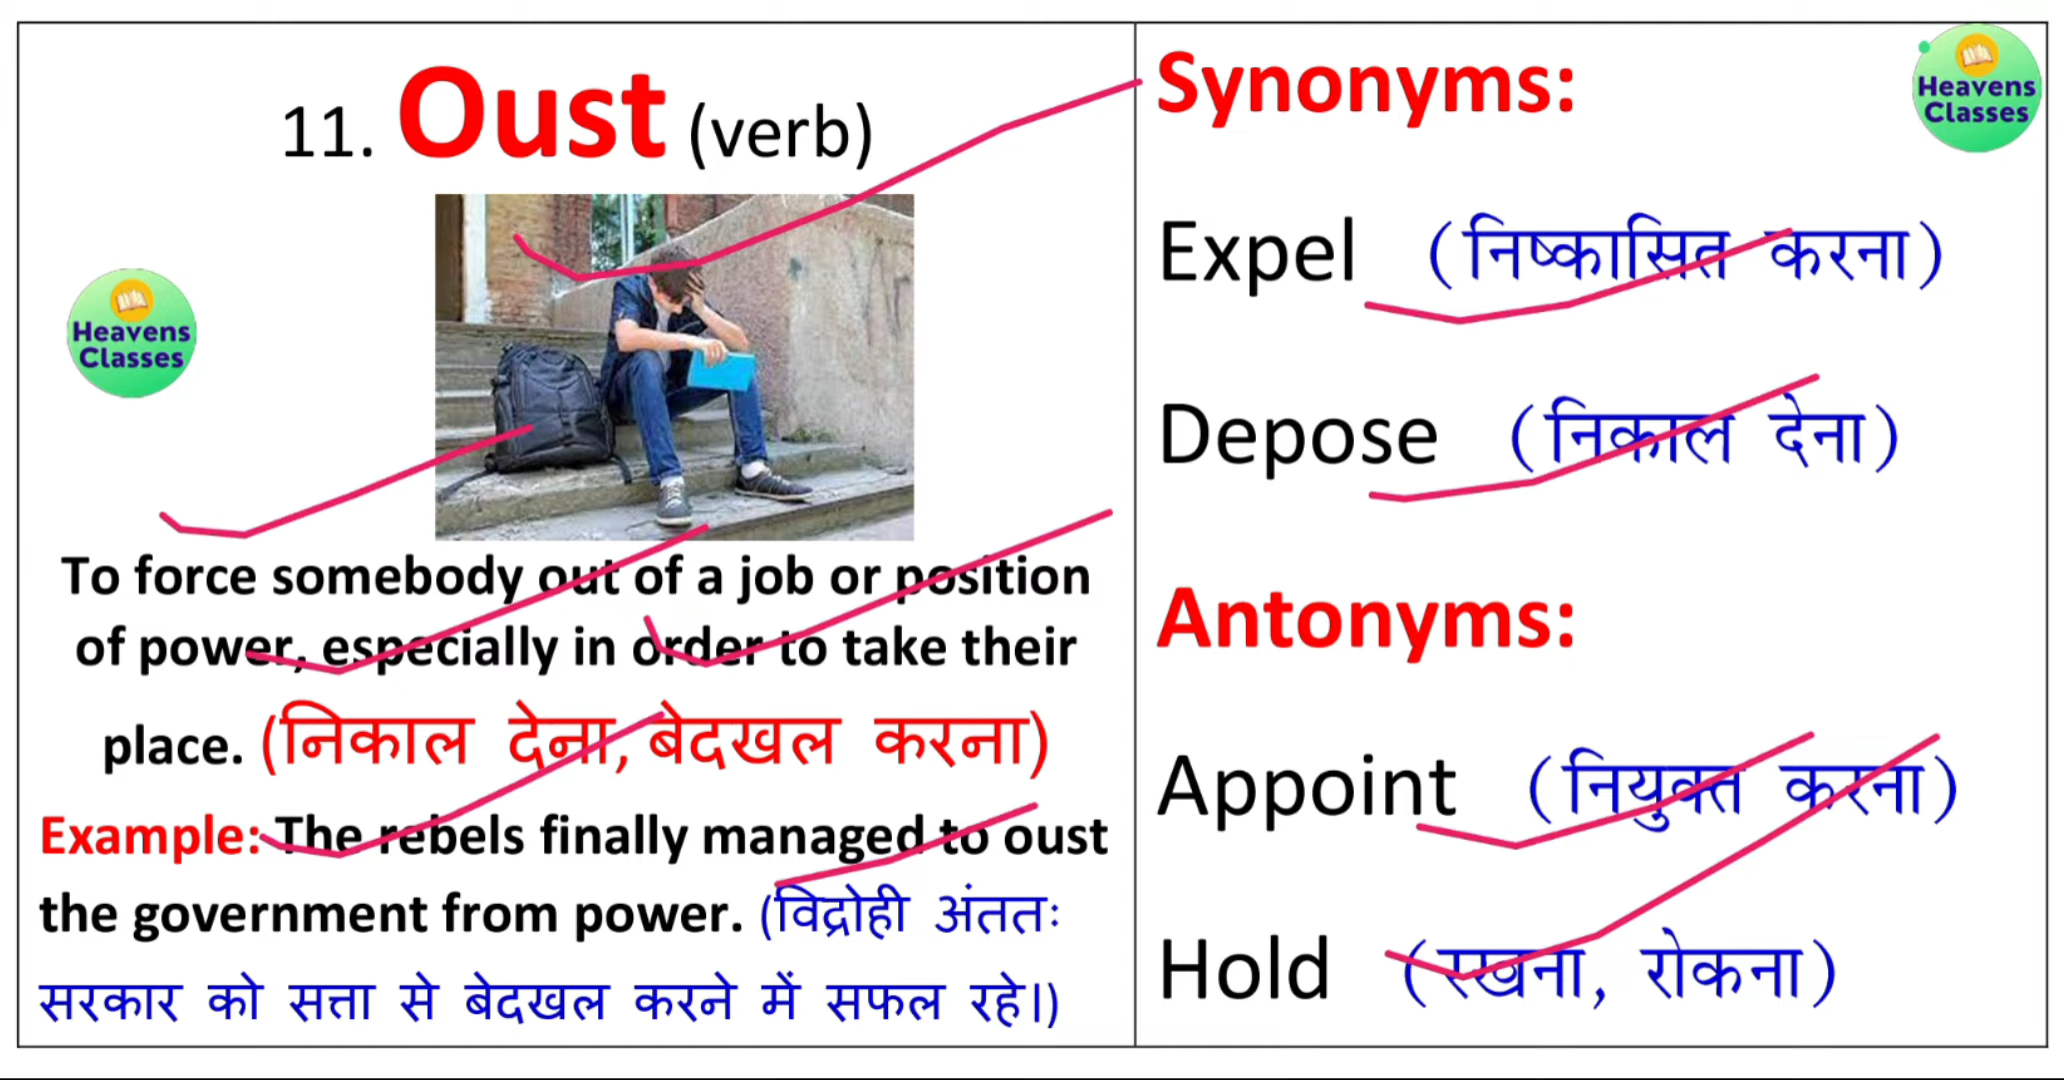 11. Oust (verb)
Heavens
Classes
To force somebody out of a job or position
of power, especially in order to take their
place. (निकाल देना, बेदखल करना)
Example: The rebels finally managed to oust
the government from power. (विद्रोही अंततः
सरकार को सत्ता से बेदखल करने में सफल रहे।)
Synonyms:
Heavens
Classes
Expel (निष्कासित करना)
Depose (निकाल देना)
Antonyms:
Appoint (नियुक्त करना)
Hold (रखना, रोकना)